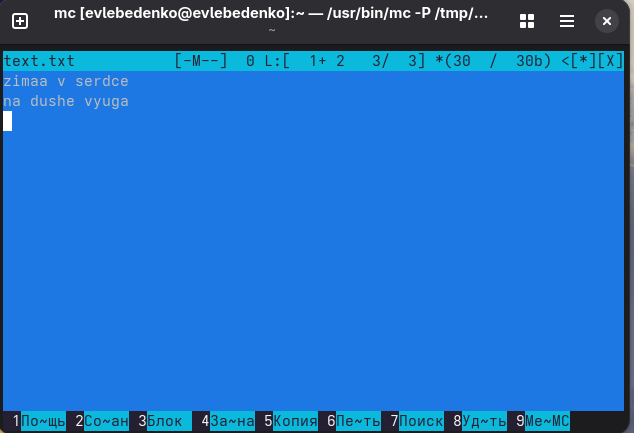 mc [evlebedenko@evlebedenko]:~ — /usr/bin/mc -P /tmp/...
~
text.txt [-M--] 0 L:[ 1+ 2 3/ 3] *(30 / 30b) <[*][X]
zimaa v serdce
na dushe vyuga
1По~щь 2Со~ан 3Блок 4За~на 5Копия 6Пе~ть 7Поиск 8Уд~ть 9Ме~МС